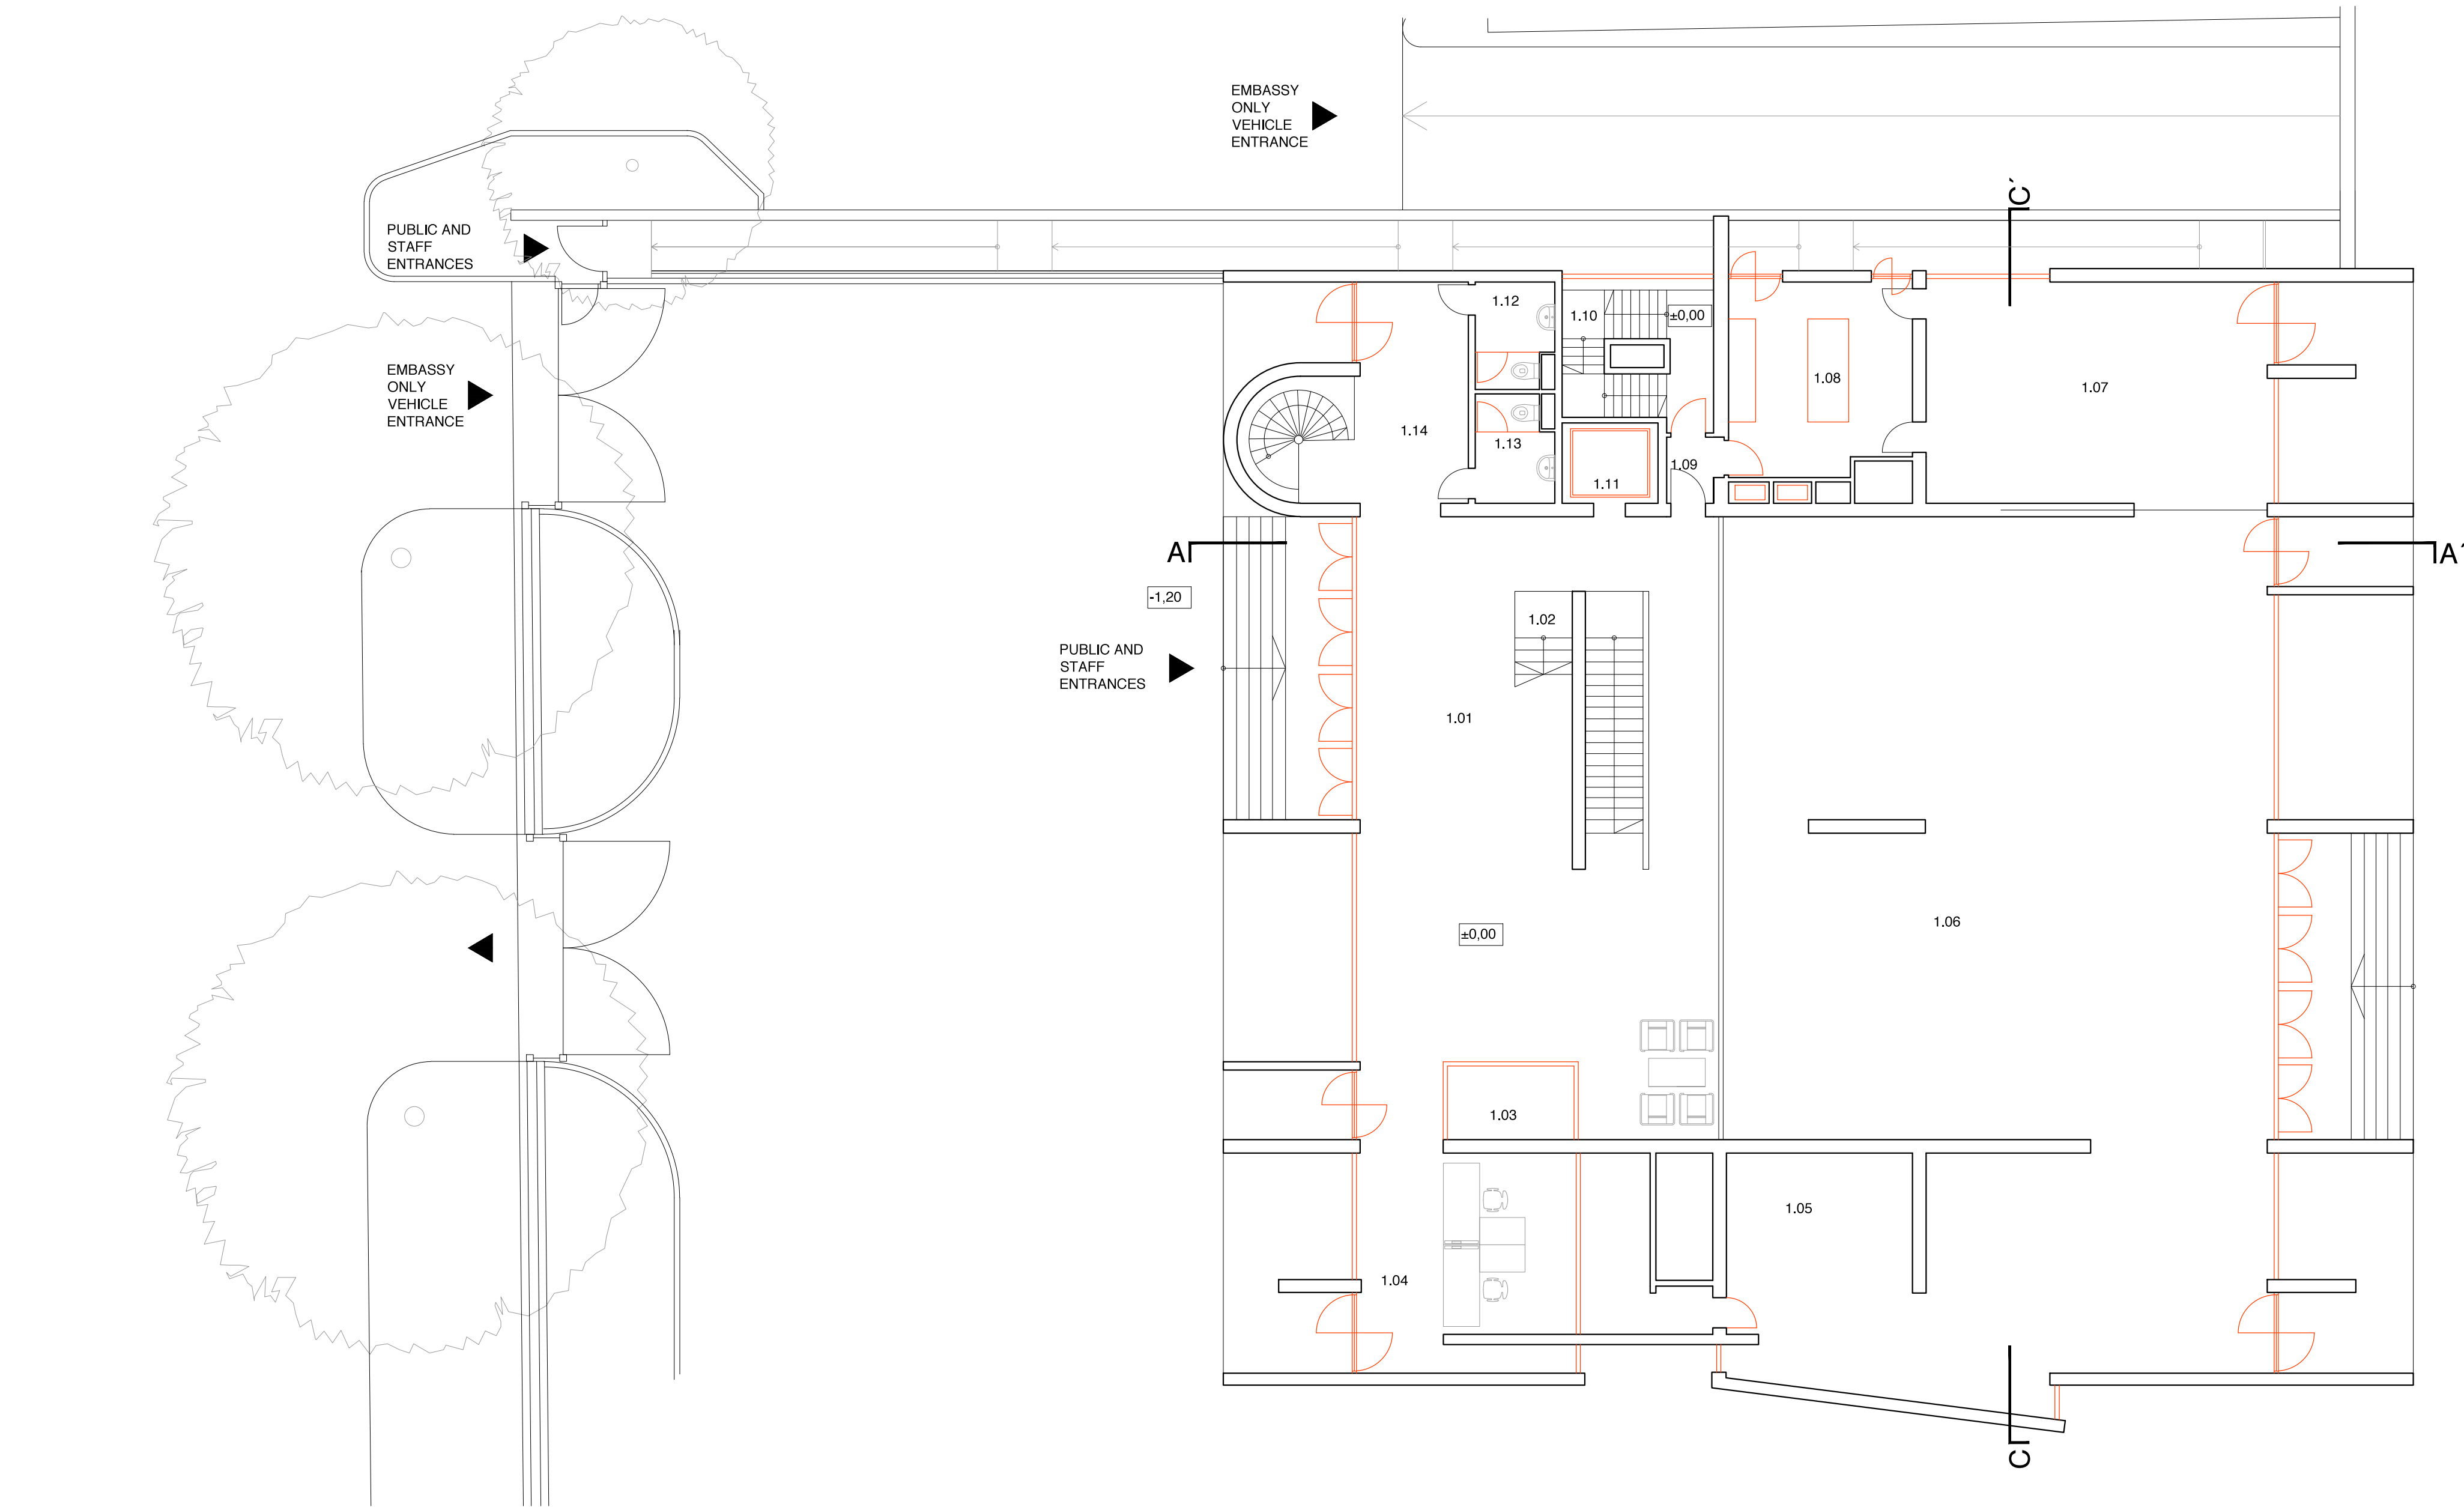 EMBASSY
ONLY
VEHICLE
ENTRANCE
C´
PUBLIC AND
STAFF
ENTRANCES
1.12
1.10
±0,00
EMBASSY
ONLY
VEHICLE
ENTRANCE
1.08
1.07
1.14
1.13
1.09
1.11
A
A´
-1,20
1.02
PUBLIC AND
STAFF
ENTRANCES
1.01
1.06
±0,00
1.03
1.05
1.04
C